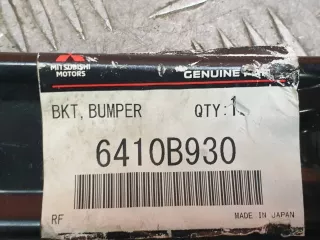 MITSUBISHI
MOTORS
GENUINE
BKT, BUMPER QTY:1
6410B930
RF MADE IN JAPAN